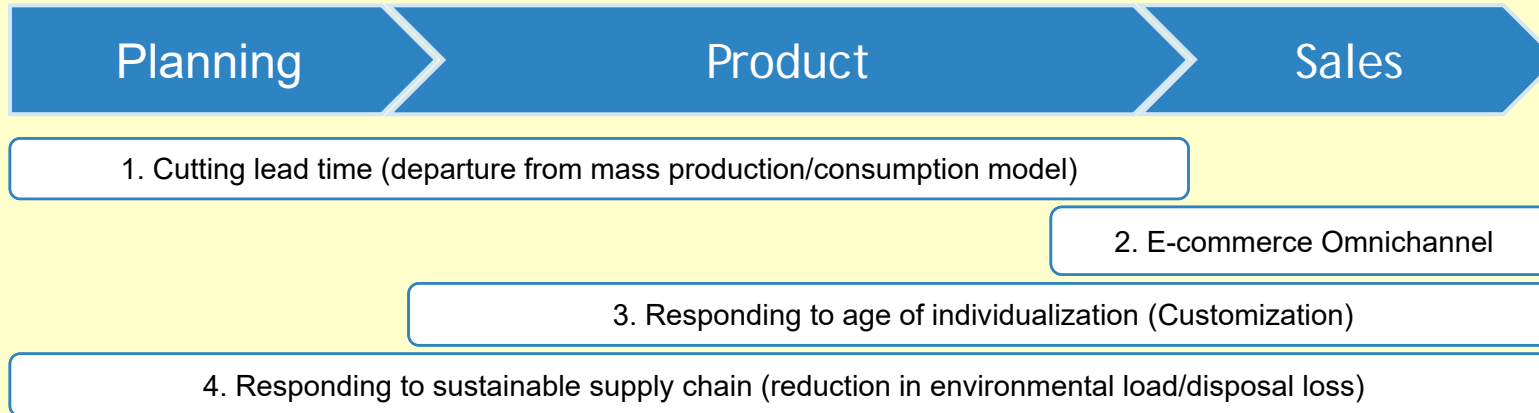 Planning
Product
Sales
1. Cutting lead time (departure from mass production/consumption model)
2. E-commerce Omnichannel
3. Responding to age of individualization (Customization)
4. Responding to sustainable supply chain (reduction in environmental load/disposal loss)